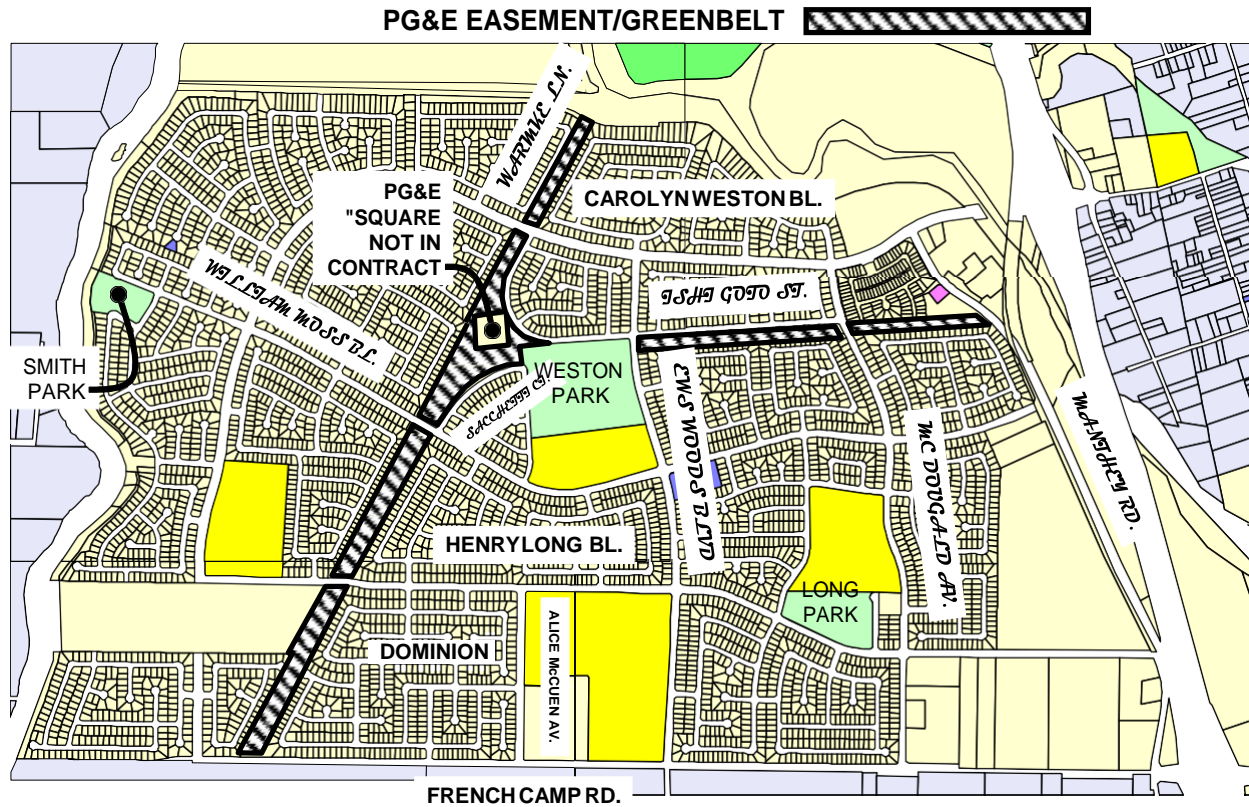 PG&E EASEMENT/GREENBELT
WARMKE LN.
PG&E
"SQUARE
NOT IN
CONTRACT
CAROLYN WESTON BL.
WILLIAM MOSS BL.
ISHI GOTO ST.
SMITH
PARK
WESTON
PARK
SACCHETTI CT.
EWS WOODS BLVD
MC DOUGALD AV.
MANTHEY RD.
HENRY LONG BL.
LONG
PARK
DOMINION
ALICE McCUEN AV.
FRENCH CAMP RD.